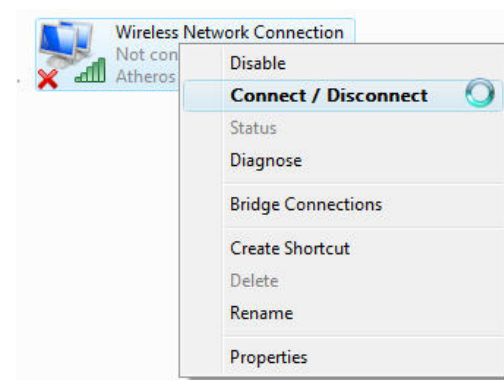 Wireless Network Connection
Not con
Atheros
Disable
Connect / Disconnect
Status
Diagnose
Bridge Connections
Create Shortcut
Delete
Rename
Properties